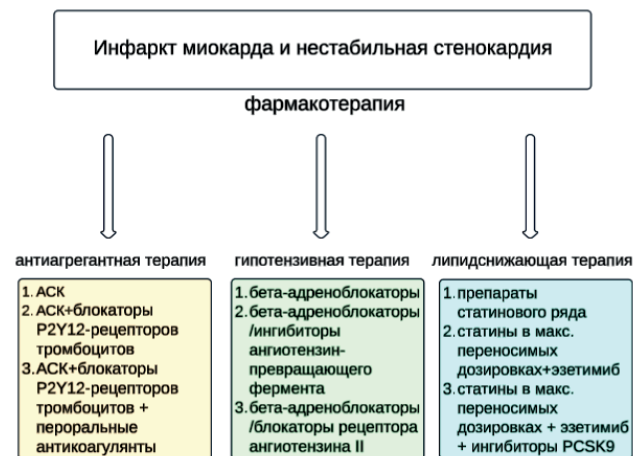 Инфаркт миокарда и нестабильная стенокардия
фармакотерапия
антиагрегантная терапия
1. АСК
2. АСК+блокаторы
P2Y12-рецепторов
тромбоцитов
3. АСК+блокаторы
P2Y12-рецепторов
тромбоцитов +
пероральные
антикоагулянты
гипотензивная терапия
1. бета-адреноблокаторы
2. бета-адреноблокаторы
/ингибиторы
ангиотензин-
превращающего
фермента
3. бета-адреноблокаторы
/блокаторы рецептора
ангиотензина II
липидснижающая терапия
1. препараты
статинового ряда
2. статины в макс.
переносимых
дозировках+эзетимиб
3. статины в макс.
переносимых
дозировках + эзетимиб
+ ингибиторы PCSK9